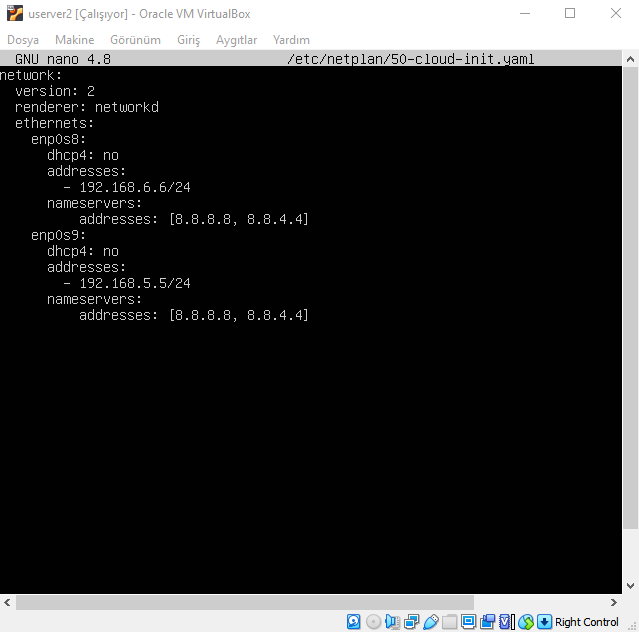 userver2 [Çalışıyor] - Oracle VM VirtualBox
Dosya Makine Görünüm Giriş Aygıtlar Yardım
GNU nano 4.8 /etc/netplan/50-cloud-init.yaml
network:
  version: 2
  renderer: networkd
  ethernets:
    enp0s8:
      dhcp4: no
      addresses:
        - 192.168.6.6/24
      nameservers:
          addresses: [8.8.8.8, 8.8.4.4]
    enp0s9:
      dhcp4: no
      addresses:
        - 192.168.5.5/24
      nameservers:
          addresses: [8.8.8.8, 8.8.4.4]
Right Control